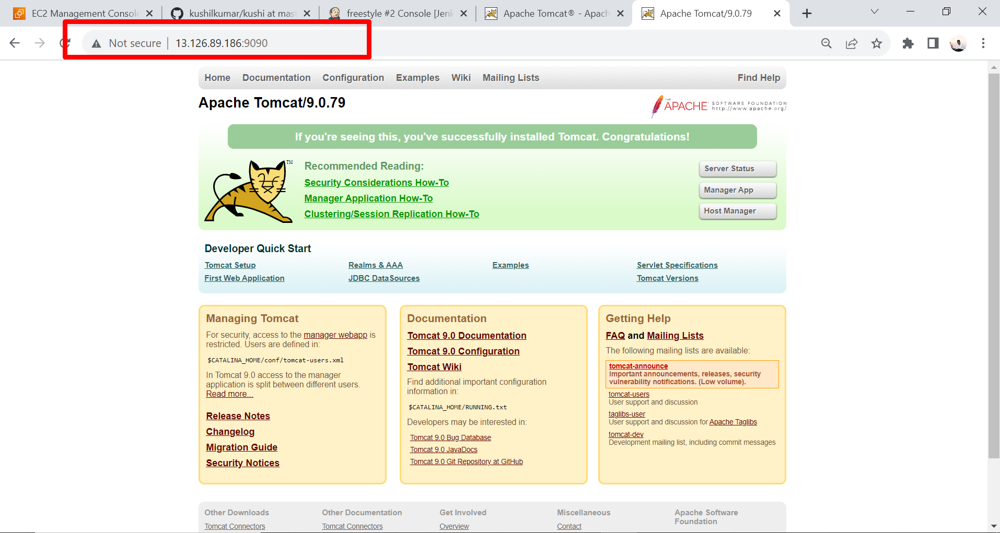 EC2 Management Console
kushilkumar/kushi at mast
freestyle #2 Console [Jenk
Apache Tomcat® - Apach
Apache Tomcat/9.0.79
Not secure
13.126.89.186:9090
Home Documentation Configuration Examples Wiki Mailing Lists Find Help
Apache Tomcat/9.0.79
THE APACHE SOFTWARE FOUNDATION
http://www.apache.org/
If you're seeing this, you've successfully installed Tomcat. Congratulations!
TM
Recommended Reading:
Security Considerations How-To
Manager Application How-To
Clustering/Session Replication How-To
Server Status
Manager App
Host Manager
Developer Quick Start
Tomcat Setup
First Web Application
Realms & AAA
JDBC DataSources
Examples
Servlet Specifications
Tomcat Versions
Managing Tomcat
For security, access to the manager webapp is
restricted. Users are defined in:
$CATALINA_HOME/conf/tomcat-users.xml
In Tomcat 9.0 access to the manager
application is split between different users.
Read more...
Release Notes
Changelog
Migration Guide
Security Notices
Documentation
Tomcat 9.0 Documentation
Tomcat 9.0 Configuration
Tomcat Wiki
Find additional important configuration
information in:
$CATALINA_HOME/RUNNING.txt
Developers may be interested in:
Tomcat 9.0 Bug Database
Tomcat 9.0 JavaDocs
Tomcat 9.0 Git Repository at GitHub
Getting Help
FAQ and Mailing Lists
The following mailing lists are available:
tomcat-announce
Important announcements, releases, security
vulnerability notifications. (Low volume).
tomcat-users
User support and discussion
taglibs-user
User support and discussion for Apache Taglibs
tomcat-dev
Development mailing list, including commit messages
Other Downloads
Tomcat Connectors
Other Documentation
Tomcat Connectors
Get Involved
Overview
Miscellaneous
Contact
Apache Software
Foundation